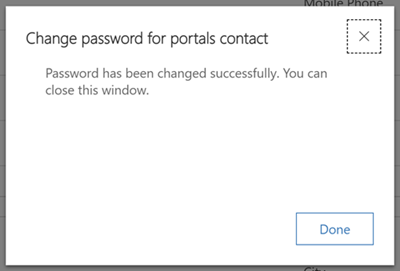 Mobile Phone
Change password for portals contact
Password has been changed successfully. You can
close this window.
Done
City